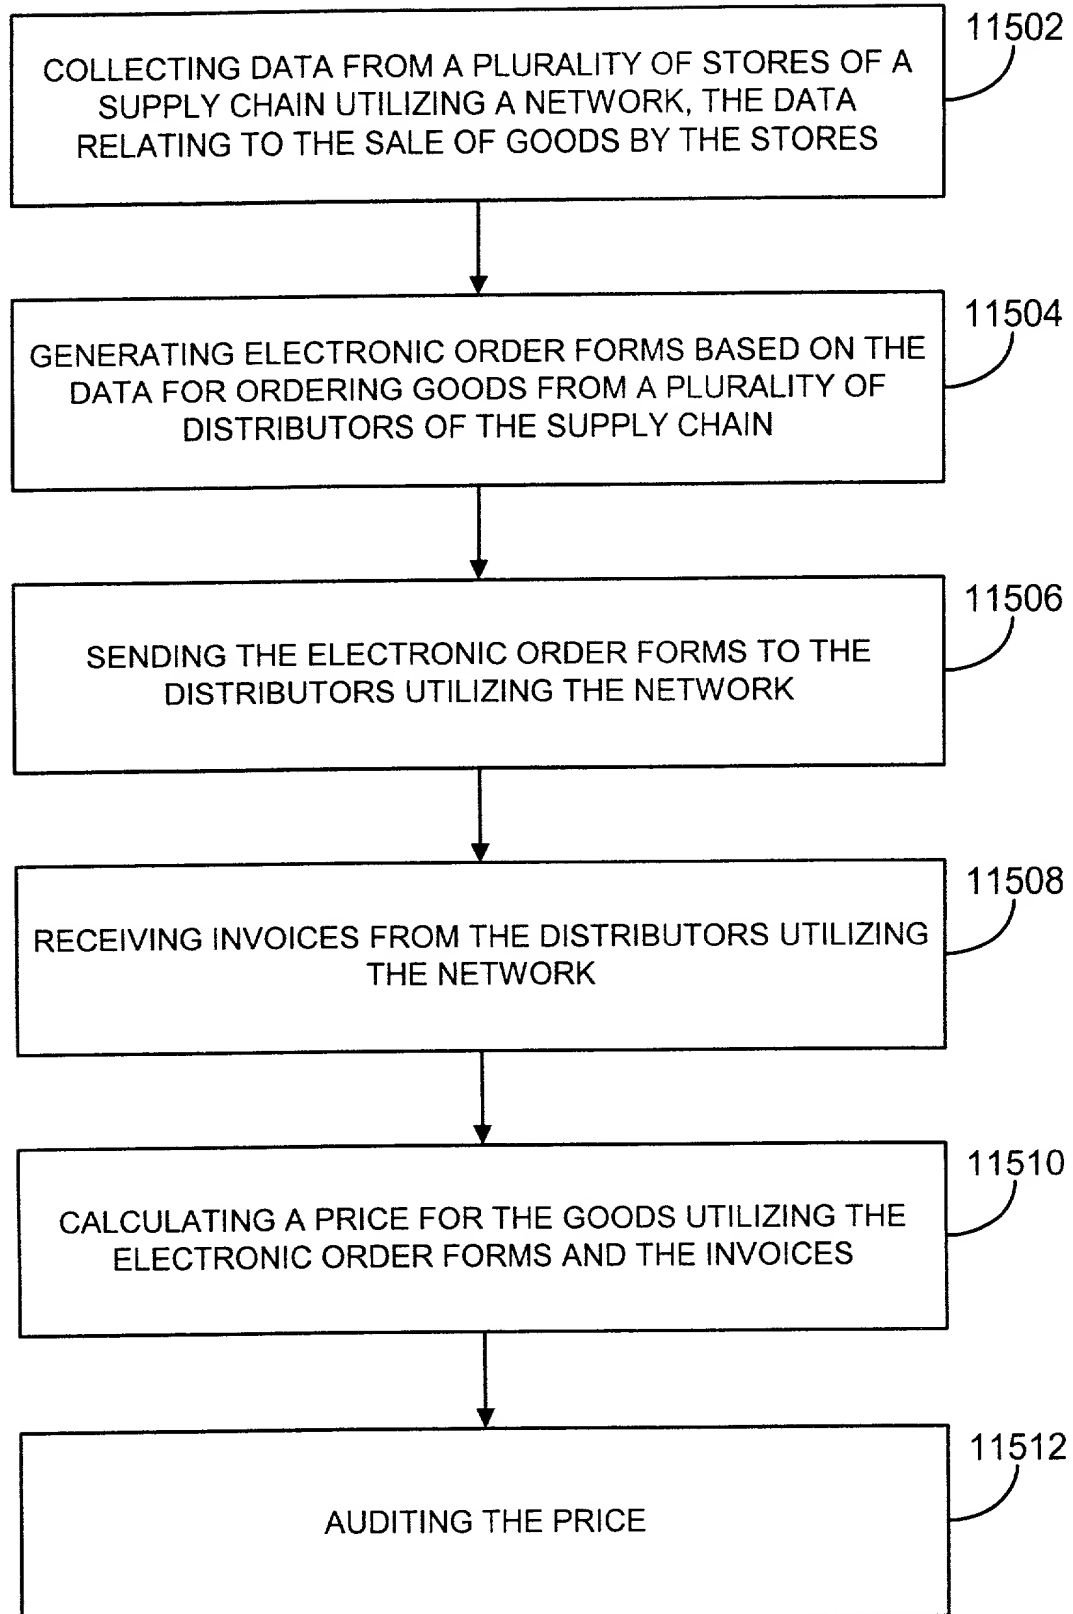 11502
COLLECTING DATA FROM A PLURALITY OF STORES OF A
SUPPLY CHAIN UTILIZING A NETWORK, THE DATA
RELATING TO THE SALE OF GOODS BY THE STORES
11504
GENERATING ELECTRONIC ORDER FORMS BASED ON THE
DATA FOR ORDERING GOODS FROM A PLURALITY OF
DISTRIBUTORS OF THE SUPPLY CHAIN
11506
SENDING THE ELECTRONIC ORDER FORMS TO THE
DISTRIBUTORS UTILIZING THE NETWORK
11508
RECEIVING INVOICES FROM THE DISTRIBUTORS UTILIZING
THE NETWORK
11510
CALCULATING A PRICE FOR THE GOODS UTILIZING THE
ELECTRONIC ORDER FORMS AND THE INVOICES
11512
AUDITING THE PRICE